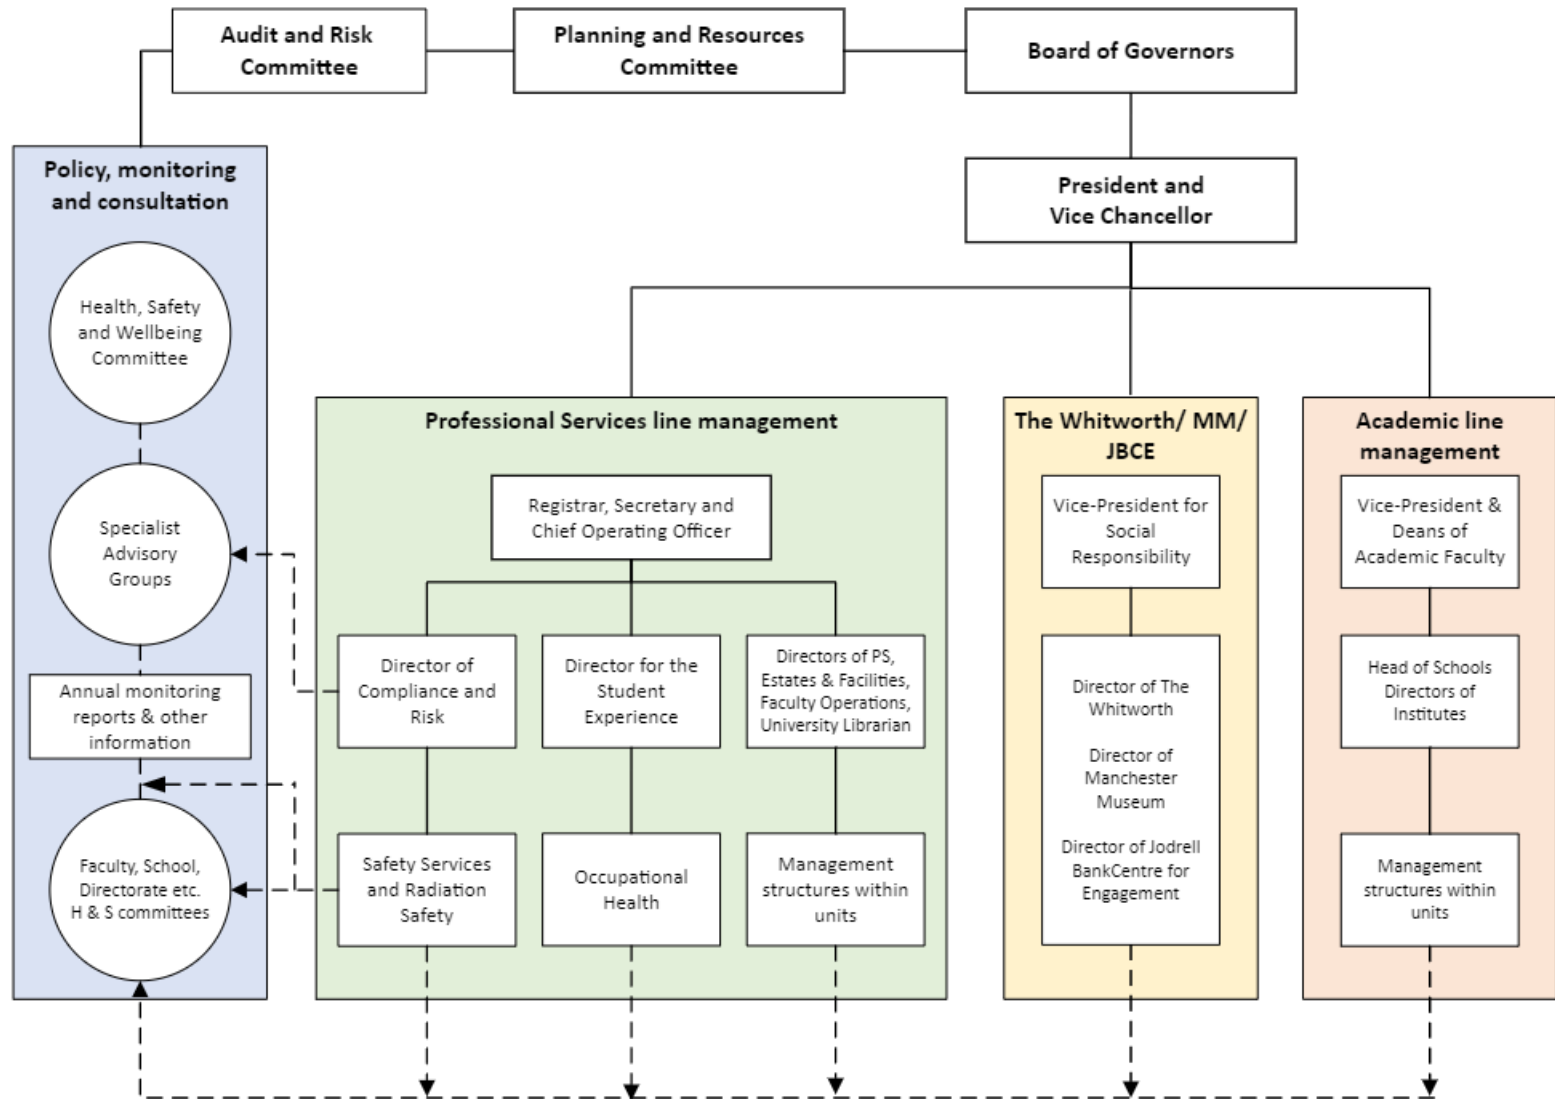 Audit and Risk
Committee
Planning and Resources
Committee
Board of Governors
President and
Vice Chancellor
Policy, monitoring
and consultation
Health, Safety
and Wellbeing
Committee
Specialist
Advisory
Groups
Annual monitoring
reports & other
information
Faculty, School,
Directorate etc.
H & S committees
Professional Services line management
Registrar, Secretary and
Chief Operating Officer
Director of
Compliance and
Risk
Director for the
Student
Experience
Directors of PS,
Estates & Facilities,
Faculty Operations,
University Librarian
Safety Services
and Radiation
Safety
Occupational
Health
Management
structures within
units
The Whitworth/ MM/
JBCE
Vice-President for
Social
Responsibility
Director of The
Whitworth
Director of
Manchester
Museum
Director of Jodrell
BankCentre for
Engagement
Academic line
management
Vice-President &
Deans of
Academic Faculty
Head of Schools
Directors of
Institutes
Management
structures within
units